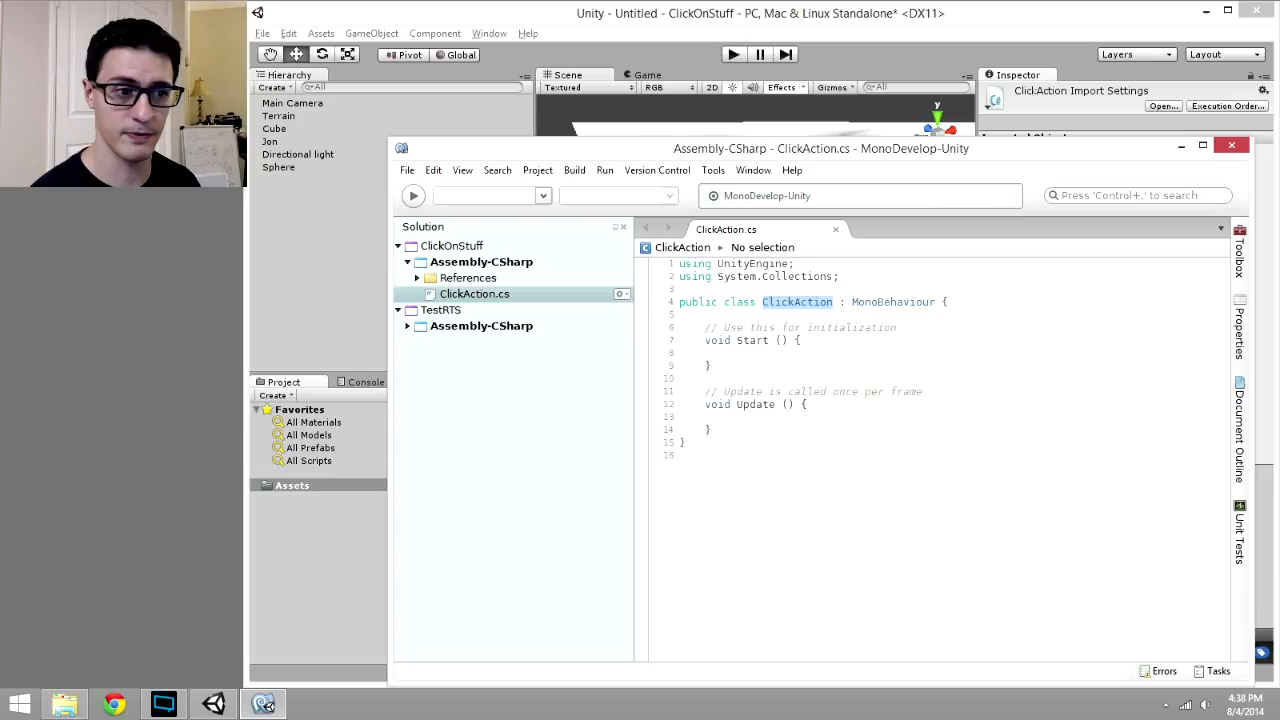 Unity - Untitled - ClickOnStuff - PC, Mac & Linux Standalone* <DX11>
File Edit Assets GameObject Component Window Help
Pivot Global Layers Layout
Hierarchy
Create All
Main Camera
Terrain
Cube
Jon
Directional light
Sphere
Scene Game
Textured RGB 2D Effects Gizmos All
y
Inspector
ClickAction Import Settings
Open... Execution Order...
Project Console
Create
Favorites
All Materials
All Models
All Prefabs
All Scripts
Assets
Assembly-CSharp - ClickAction.cs - MonoDevelop-Unity
File Edit View Search Project Build Run Version Control Tools Window Help
MonoDevelop-Unity
Press 'Control+,' to search
Solution
ClickOnStuff
Assembly-CSharp
References
ClickAction.cs
TestRTS
Assembly-CSharp
ClickAction.cs
ClickAction No selection
1 using UnityEngine;
2 using System.Collections;
3
4 public class ClickAction : MonoBehaviour {
5
6 // Use this for initialization
7 void Start () {
8
9 }
10
11 // Update is called once per frame
12 void Update () {
13
14 }
15 }
16
Toolbox
Properties
Document Outline
Unit Tests
Errors Tasks
4:38 PM
8/4/2014